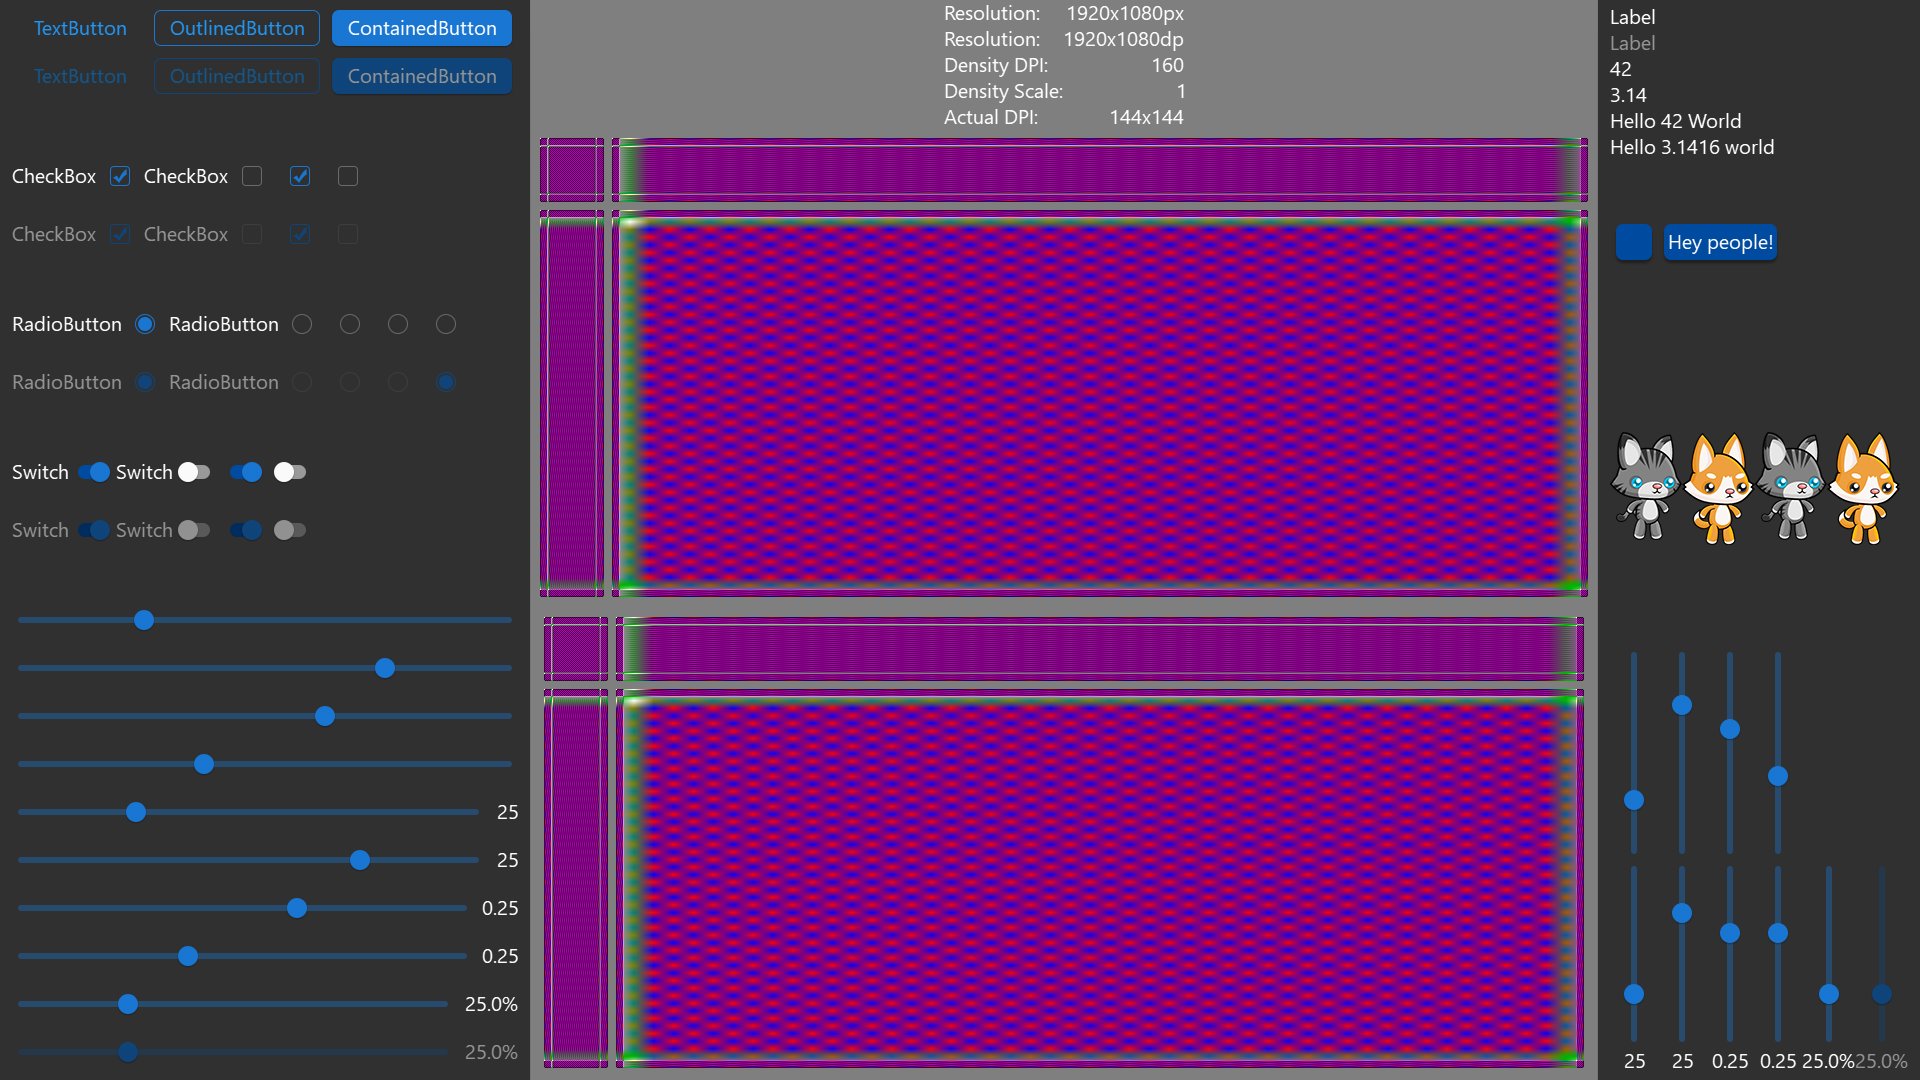 TextButton OutlinedButton ContainedButton
TextButton OutlinedButton ContainedButton
CheckBox CheckBox
CheckBox CheckBox
RadioButton RadioButton
RadioButton RadioButton
Switch Switch
Switch Switch
25
25
0.25
0.25
25.0%
25.0%
Resolution: 1920x1080px
Resolution: 1920x1080dp
Density DPI: 160
Density Scale: 1
Actual DPI: 144x144
Label
Label
42
3.14
Hello 42 World
Hello 3.1416 world
Hey people!
25 25 0.25 0.25 25.0% 25.0%